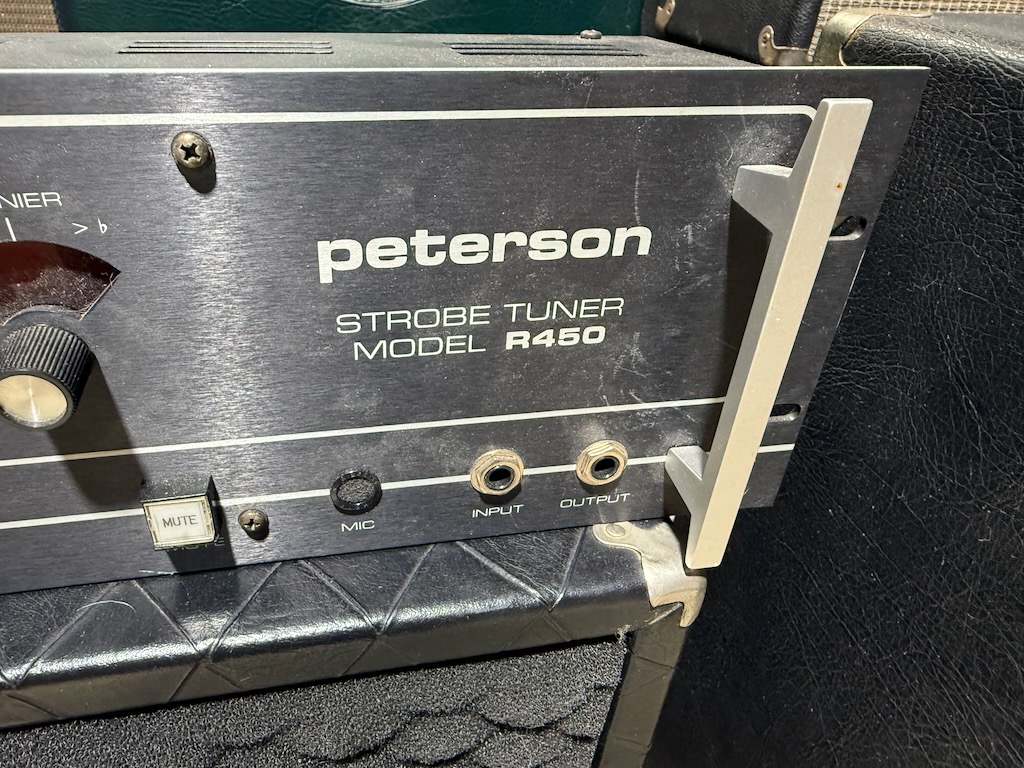 NIER
> ♭
peterson
STROBE TUNER
MODEL R450
MUTE
MIC
INPUT
OUTPUT